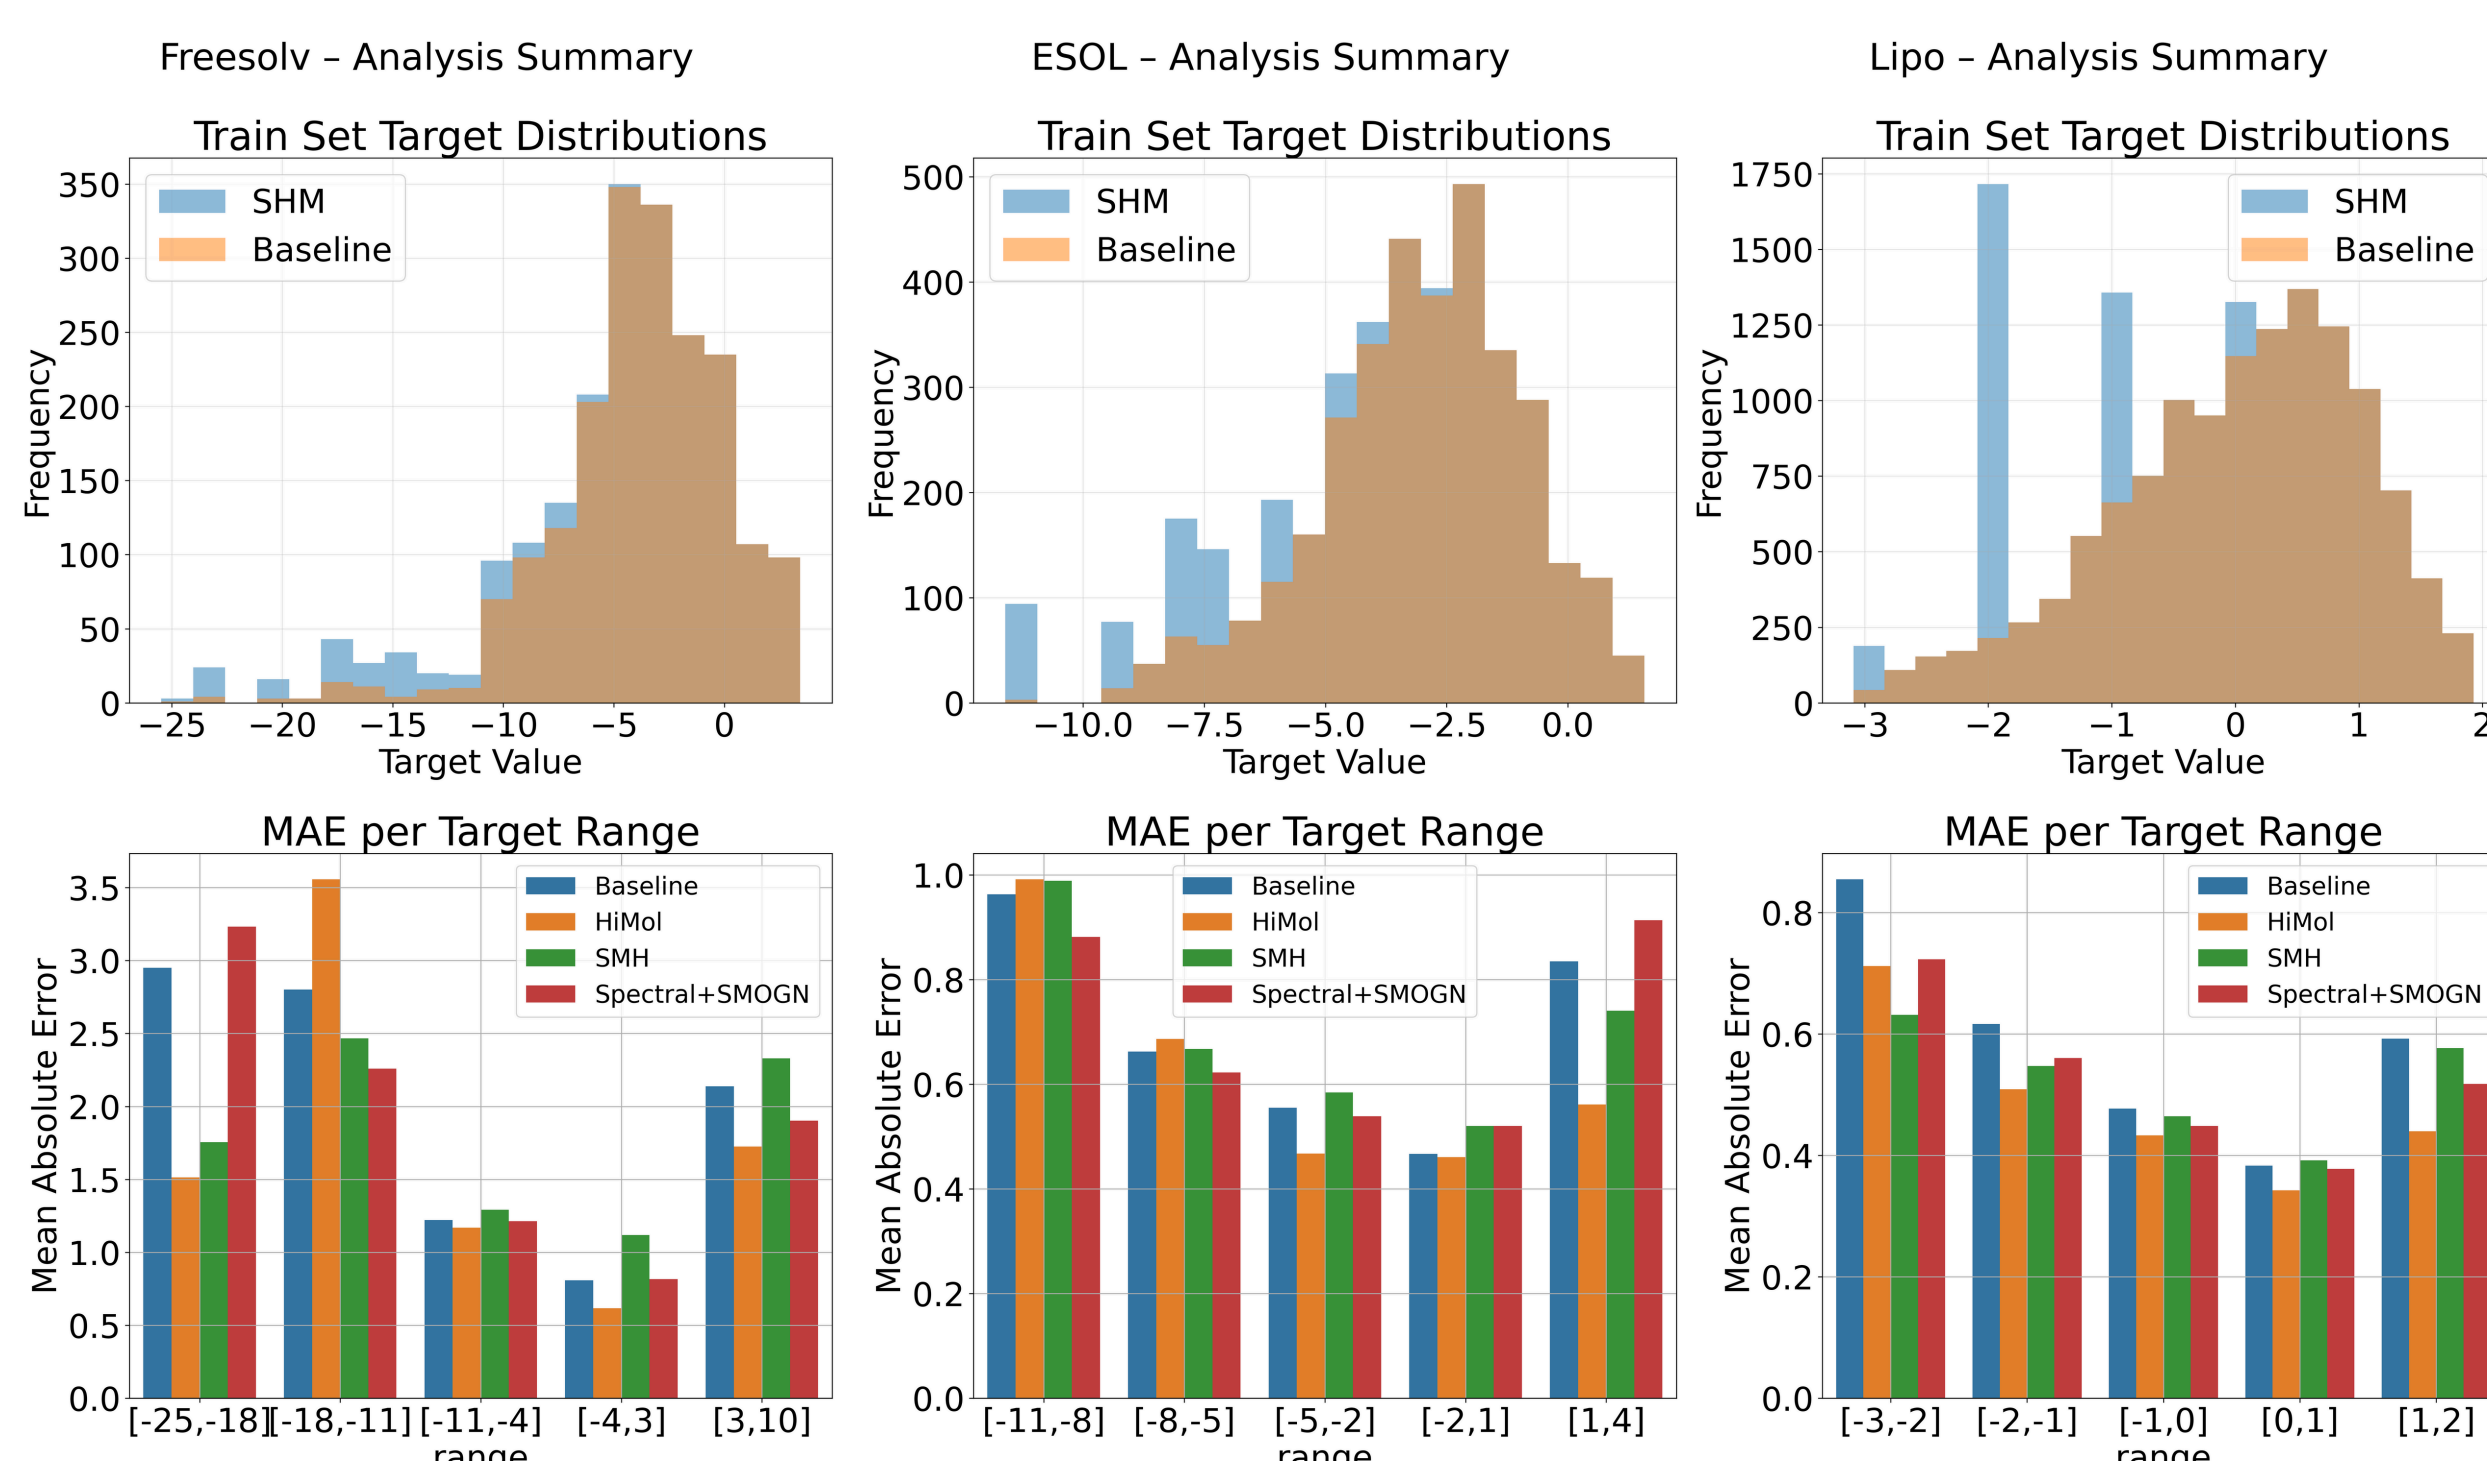 Freesolv – Analysis Summary
Train Set Target Distributions
SHM
Baseline
Frequency
350
300
250
200
150
100
50
0
−25 −20 −15 −10 −5 0
Target Value
MAE per Target Range
Baseline
HiMol
SMH
Spectral+SMOGN
Mean Absolute Error
3.5
3.0
2.5
2.0
1.5
1.0
0.5
0.0
[-25,-18] [-18,-11] [-11,-4] [-4,3] [3,10]
range
ESOL – Analysis Summary
Train Set Target Distributions
SHM
Baseline
Frequency
500
400
300
200
100
0
−10.0 −7.5 −5.0 −2.5 0.0
Target Value
MAE per Target Range
Baseline
HiMol
SMH
Spectral+SMOGN
Mean Absolute Error
1.0
0.8
0.6
0.4
0.2
0.0
[-11,-8] [-8,-5] [-5,-2] [-2,1] [1,4]
range
Lipo – Analysis Summary
Train Set Target Distributions
SHM
Baseline
Frequency
1750
1500
1250
1000
750
500
250
0
−3 −2 −1 0 1 2
Target Value
MAE per Target Range
Baseline
HiMol
SMH
Spectral+SMOGN
Mean Absolute Error
0.8
0.6
0.4
0.2
0.0
[-3,-2] [-2,-1] [-1,0] [0,1] [1,2]
range